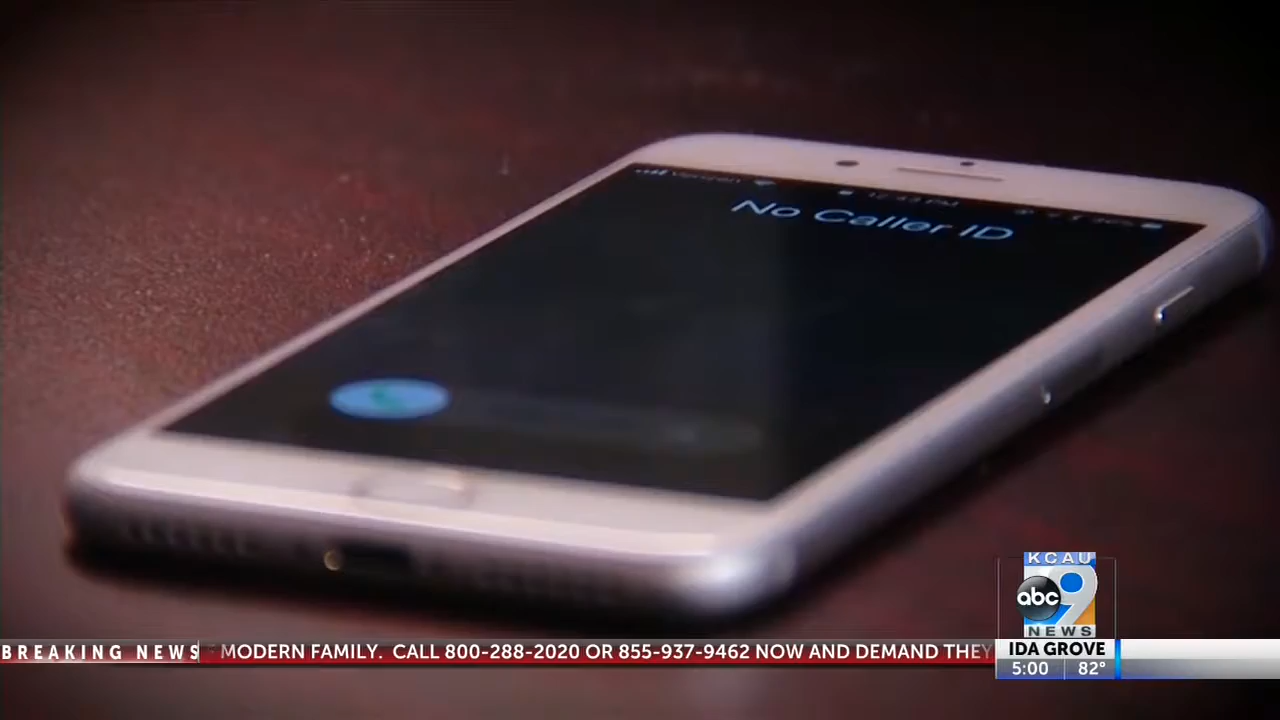 No Caller ID
KCAU
abc
9
NEWS
BREAKING NEWS
MODERN FAMILY. CALL 800-288-2020 OR 855-937-9462 NOW AND DEMAND THEY
IDA GROVE
5:00 82°